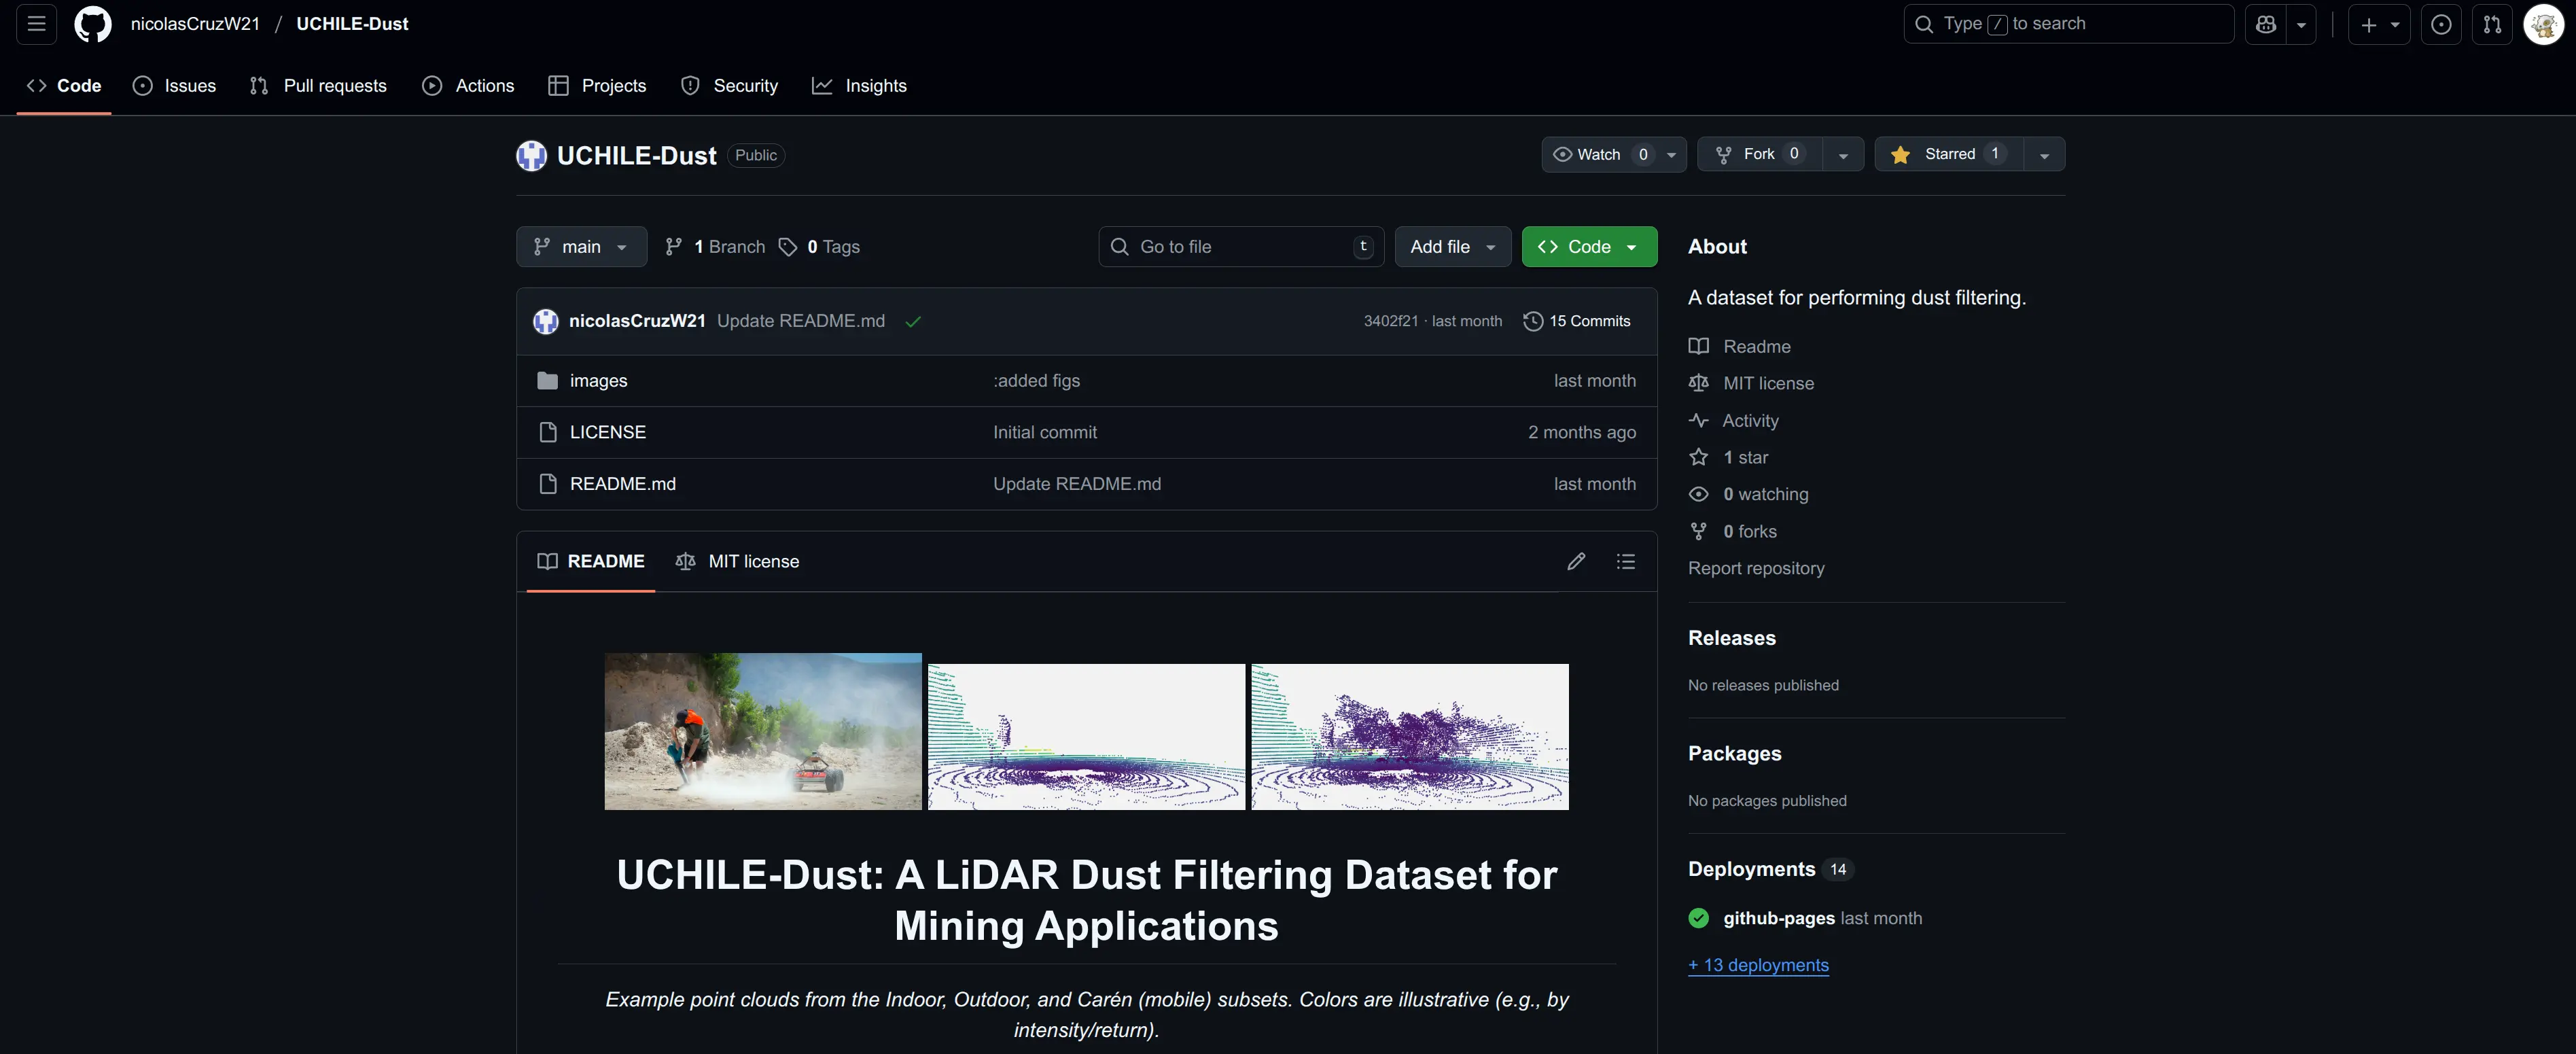 nicolasCruzW21 / UCHILE-Dust
Type / to search
Code Issues Pull requests Actions Projects Security Insights
UCHILE-Dust Public
Watch 0 Fork 0 Starred 1
main 1 Branch 0 Tags Go to file t Add file Code
nicolasCruzW21 Update README.md 3402f21 · last month 15 Commits
images :added figs last month
LICENSE Initial commit 2 months ago
README.md Update README.md last month
README MIT license
UCHILE-Dust: A LiDAR Dust Filtering Dataset for
Mining Applications
Example point clouds from the Indoor, Outdoor, and Carén (mobile) subsets. Colors are illustrative (e.g., by
intensity/return).
About
A dataset for performing dust filtering.
Readme
MIT license
Activity
1 star
0 watching
0 forks
Report repository
Releases
No releases published
Packages
No packages published
Deployments 14
github-pages last month
+ 13 deployments